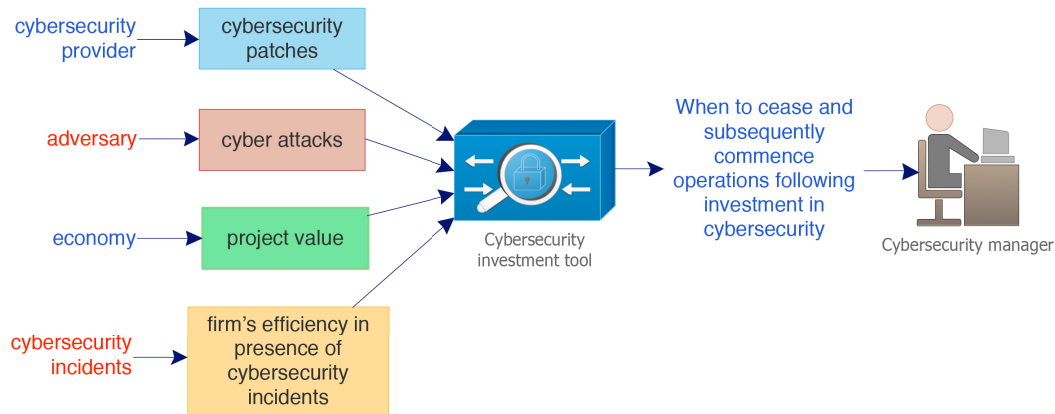 cybersecurity
provider
cybersecurity
patches
adversary
cyber attacks
economy
project value
cybersecurity
incidents
firm's efficiency in
presence of
cybersecurity
incidents
Cybersecurity
investment tool
When to cease and
subsequently
commence
operations following
investment in
cybersecurity
Cybersecurity manager